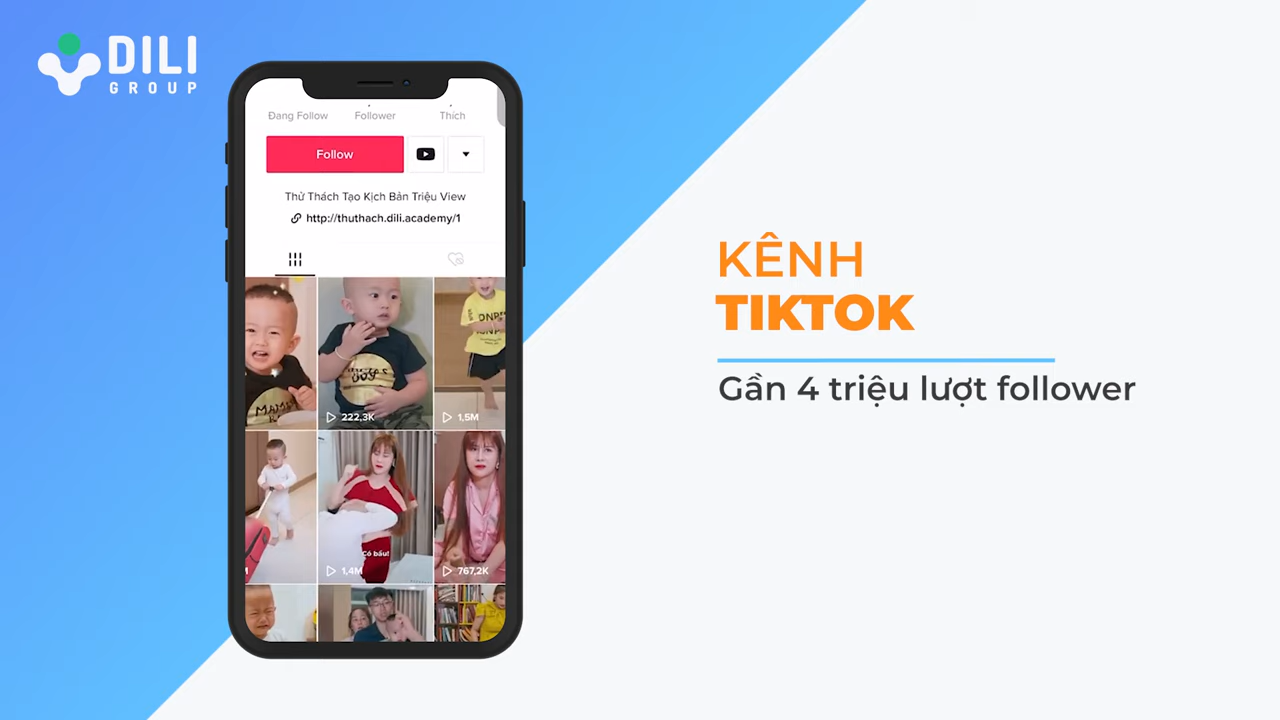 DILI
GROUP
Đang Follow Follower Thích
Follow
Thử Thách Tạo Kịch Bản Triệu View
http://thuthach.dili.academy/1
222,3K
1,5M
Có bầu!
1,4M
767,2K
KÊNH
TIKTOK
Gần 4 triệu lượt follower